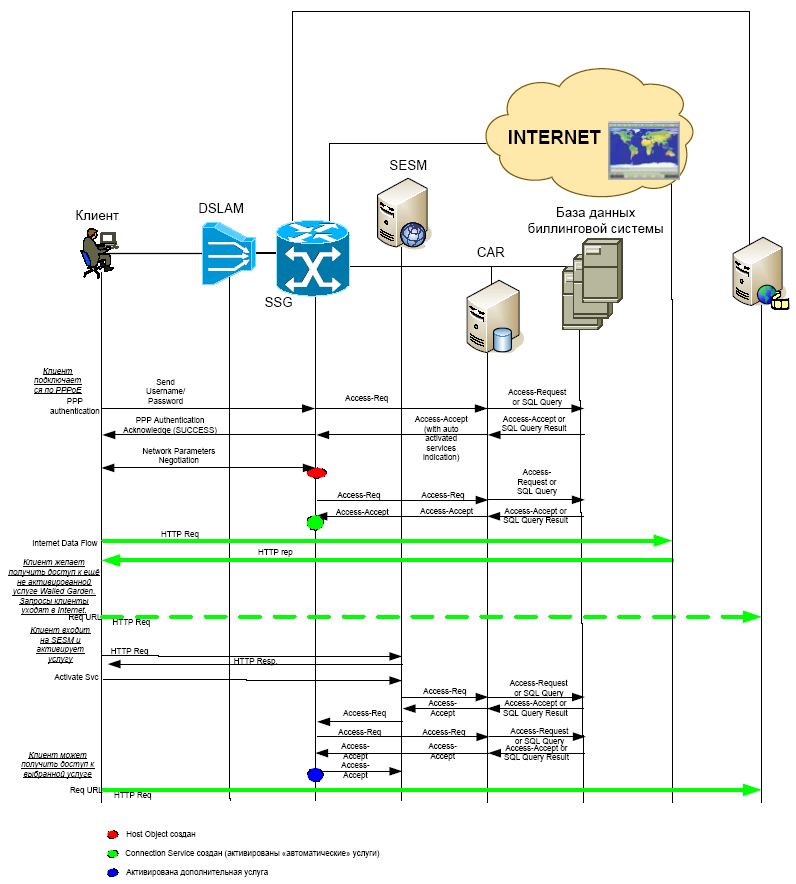 INTERNET
SESM
База данных
биллинговой системы
Клиент
DSLAM
CAR
SSG
Клиент
подключает
ся по PPPoE
PPP
authentication
Send
Username/
Password
Access-Req
Access-Request
or SQL Query
PPP Authentication
Acknowledge (SUCCESS)
Access-Accept
(with auto
activated
services
indication)
Access-Accept or
SQL Query Result
Network Parameters
Negotiation
Access-
Request or
SQL Query
Access-Req
Access-Req
Access-Accept
Access-Accept
Access-Accept or
SQL Query Result
HTTP Req
Internet Data Flow
HTTP rep
Клиент желает
получить доступ к ещё
не активированной
услуге Walled Garden.
Запросы клиенты
уходят в Internet.
Req URL
HTTP Req
Клиент входит
на SESM и
активирует
услугу
HTTP Req
HTTP Resp.
Activate Svc
Access-Req
Access-Request
or SQL Query
Access-
Accept
Access-Accept or
SQL Query Result
Access-Req
Access-Req
Access-Req
Access-Request
or SQL Query
Access-
Accept
Access-
Accept
Access-Accept or
SQL Query Result
Access-
Accept
Клиент может
получить доступ к
выбранной услуге
Req URL
HTTP Req
Host Object создан
Connection Service создан (активированы «автоматические» услуги)
Активирована дополнительная услуга